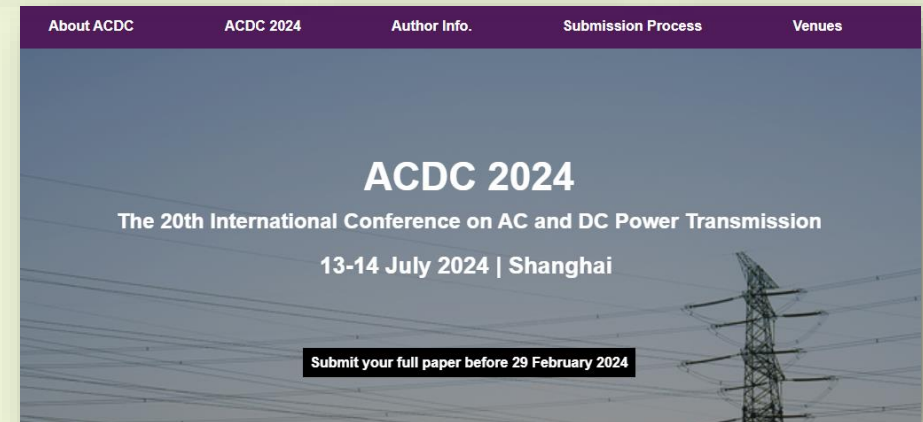 About ACDC ACDC 2024 Author Info. Submission Process Venues
ACDC 2024
The 20th International Conference on AC and DC Power Transmission
13-14 July 2024 | Shanghai
Submit your full paper before 29 February 2024